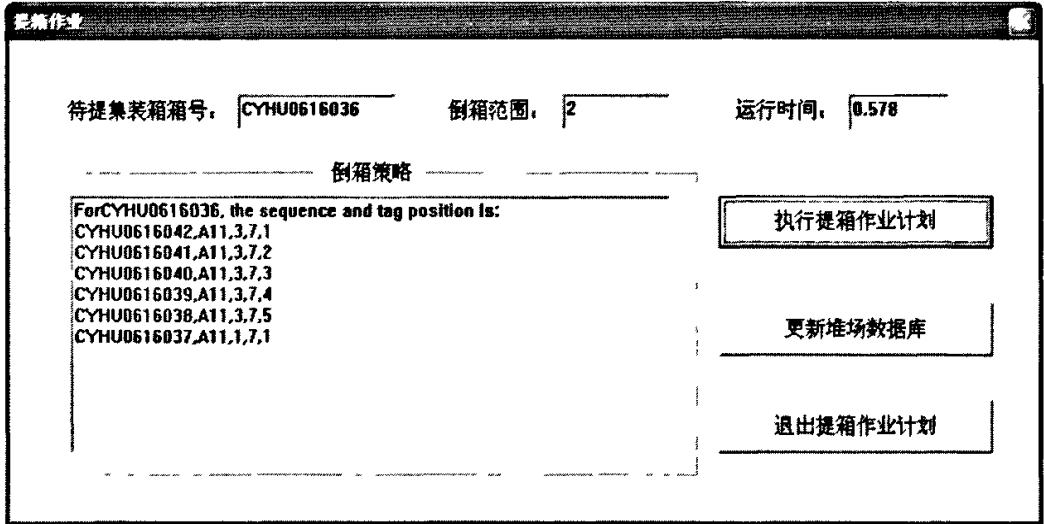 提箱作业
待提集装箱箱号： CYHU0616036 倒箱范围： 2 运行时间： 0.578
倒箱策略
ForCYHU0616036, the sequence and tag position is:
CYHU0616042,A11,3,7,1
CYHU0616041,A11,3,7,2
CYHU0616040,A11,3,7,3
CYHU0616039,A11,3,7,4
CYHU0616038,A11,3,7,5
CYHU0616037,A11,1,7,1
执行提箱作业计划
更新堆场数据库
退出提箱作业计划